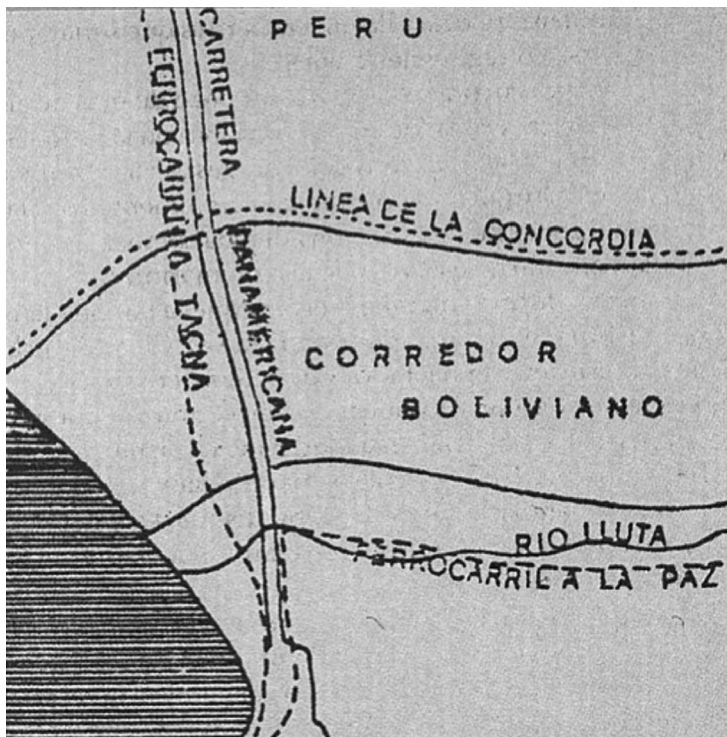 PERU
CARRETERA
PANAMERICANA
FERROCARRIL A TACNA
LINEA DE LA CONCORDIA
CORREDOR
BOLIVIANO
RIO LLUTA
FERROCARRIL A LA PAZ